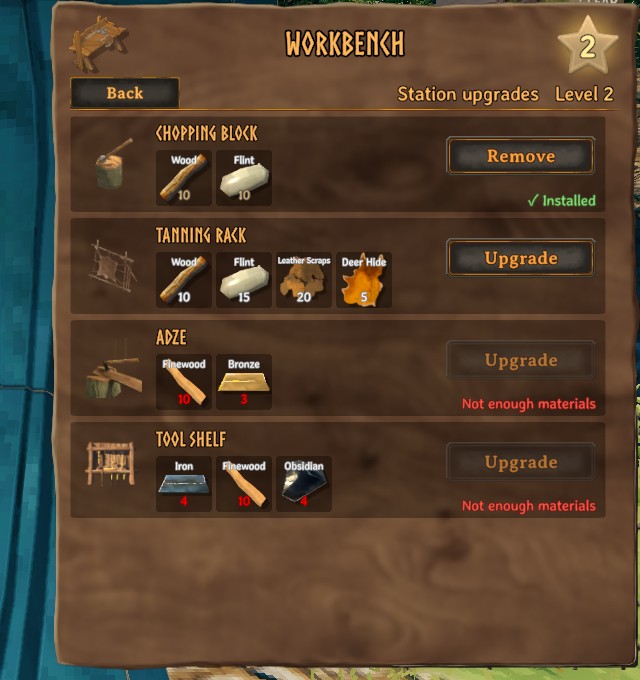 WORKBENCH
2
Back
Station upgrades Level 2
CHOPPING BLOCK
Wood Flint
10 10
Remove
✓ Installed
TANNING RACK
Wood Flint Leather Scraps Deer Hide
10 15 20 5
Upgrade
ADZE
Finewood Bronze
10 3
Upgrade
Not enough materials
TOOL SHELF
Iron Finewood Obsidian
4 10 4
Upgrade
Not enough materials